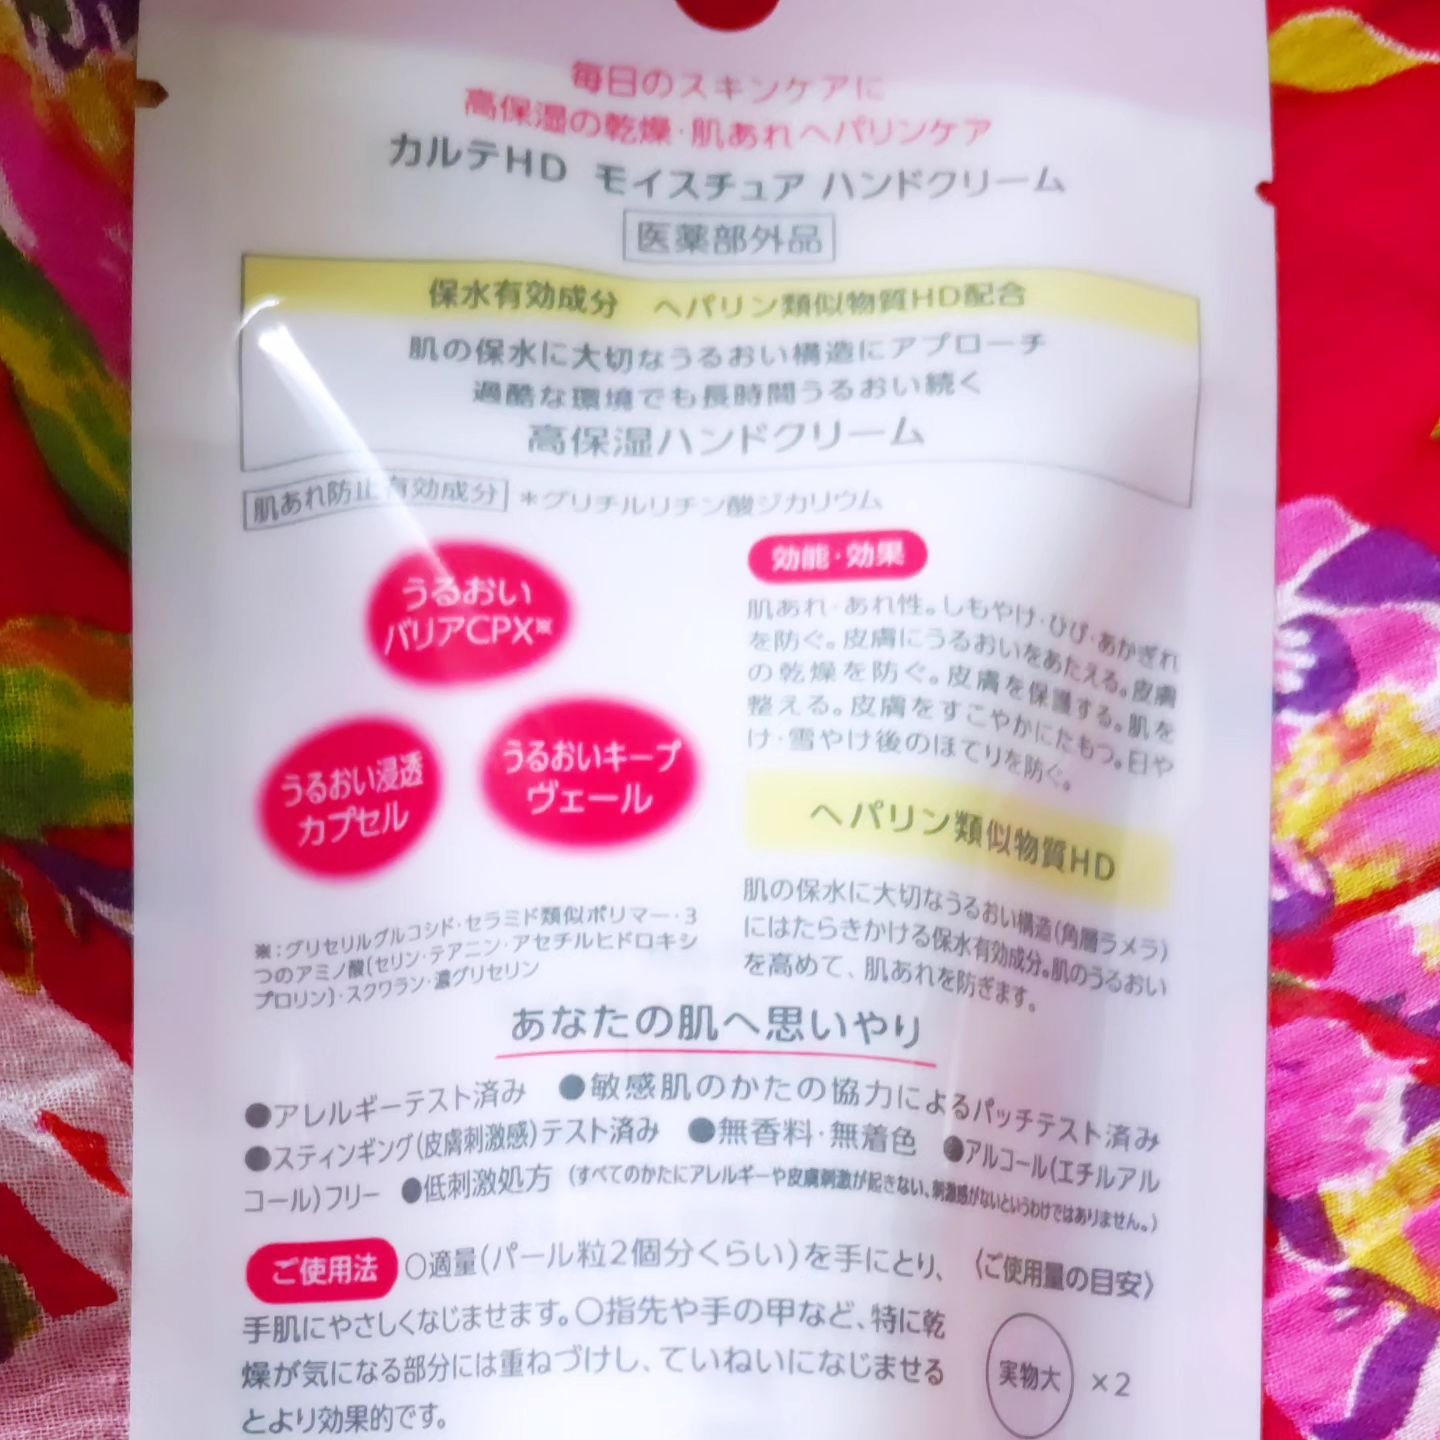 毎日のスキンケアに
高保湿の乾燥・肌あれヘパリンケア
カルテHD モイスチュア ハンドクリーム
医薬部外品
保水有効成分 ヘパリン類似物質HD配合
肌の保水に大切なうるおい構造にアプローチ
過酷な環境でも長時間うるおい続く
高保湿ハンドクリーム
肌あれ防止有効成分 *グリチルリチン酸ジカリウム
うるおい
バリアCPX※
うるおい浸透
カプセル
うるおいキープ
ヴェール
※:グリセリルグルコシド・セラミド類似ポリマー・3
つのアミノ酸(セリン・テアニン・アセチルヒドロキシ
プロリン)・スクワラン・濃グリセリン
効能・効果
肌あれ・あれ性。しもやけ・ひび・あかぎれ
を防ぐ。皮膚にうるおいをあたえる。皮膚
の乾燥を防ぐ。皮膚を保護する。肌を
整える。皮膚をすこやかにたもつ。日や
け・雪やけ後のほてりを防ぐ。
ヘパリン類似物質HD
肌の保水に大切なうるおい構造(角層ラメラ)
にはたらきかける保水有効成分。肌のうるおい
を高めて、肌あれを防ぎます。
あなたの肌へ思いやり
●アレルギーテスト済み ●敏感肌のかたの協力によるパッチテスト済み
●スティンギング(皮膚刺激感)テスト済み ●無香料・無着色 ●アルコール(エチルアル
コール)フリー ●低刺激処方 (すべてのかたにアレルギーや皮膚刺激が起きない、刺激感がないというわけではありません。)
ご使用法 ○適量(パール粒2個分くらい)を手にとり、
手肌にやさしくなじませます。○指先や手の甲など、特に乾
燥が気になる部分には重ねづけし、ていねいになじませる
とより効果的です。
〈ご使用量の目安〉
実物大 ×2